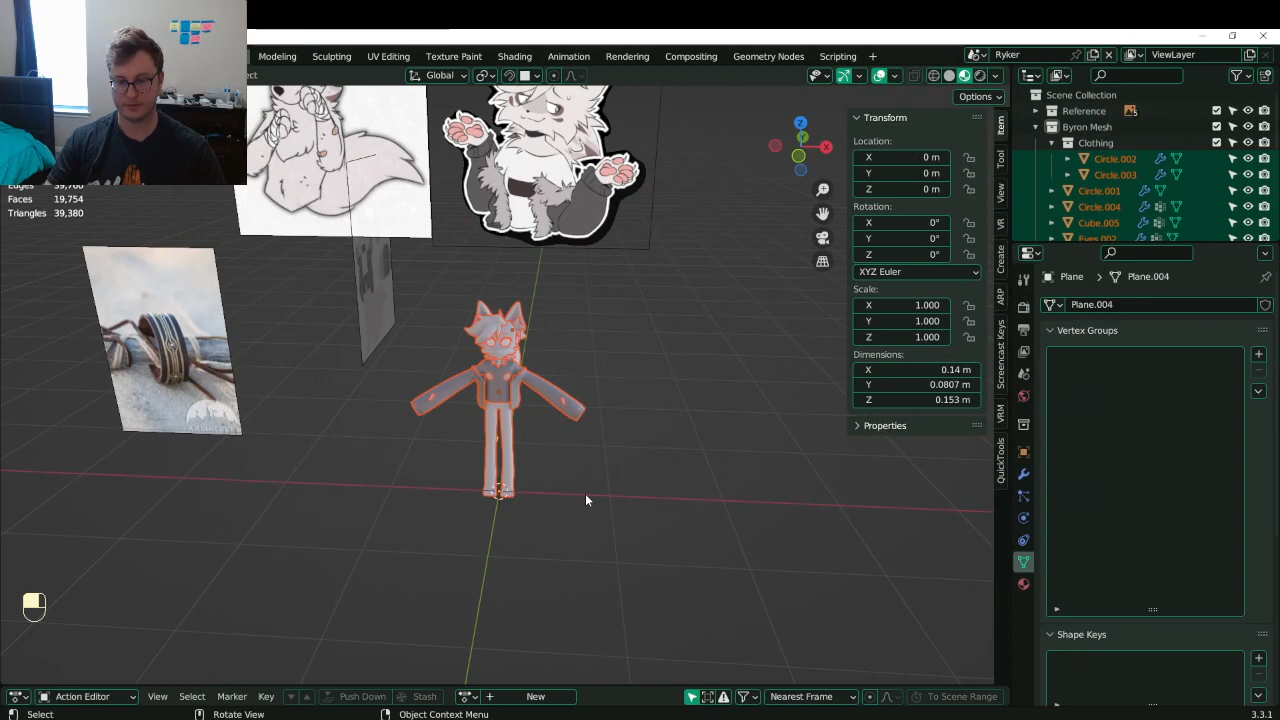 Modeling Sculpting UV Editing Texture Paint Shading Animation Rendering Compositing Geometry Nodes Scripting + Ryker ViewLayer
Global
Options
Scene Collection
Reference 5
Byron Mesh
Clothing
Circle.002
Circle.003
Circle.001
Circle.004
Cube.005
Eyes.002
Faces 19,754
Triangles 39,380
Z
Y
X
Transform
Location:
X 0 m
Y 0 m
Z 0 m
Rotation:
X 0°
Y 0°
Z 0°
XYZ Euler
Scale:
X 1.000
Y 1.000
Z 1.000
Dimensions:
X 0.14 m
Y 0.0807 m
Z 0.153 m
Properties
Item
Tool
View
VR
Create
ARP
Screencast Keys
VRM
QuickTools
Plane > Plane.004
Plane.004
Vertex Groups
Shape Keys
Action Editor View Select Marker Key Push Down Stash + New Nearest Frame To Scene Range
Select Rotate View Object Context Menu 3.3.1